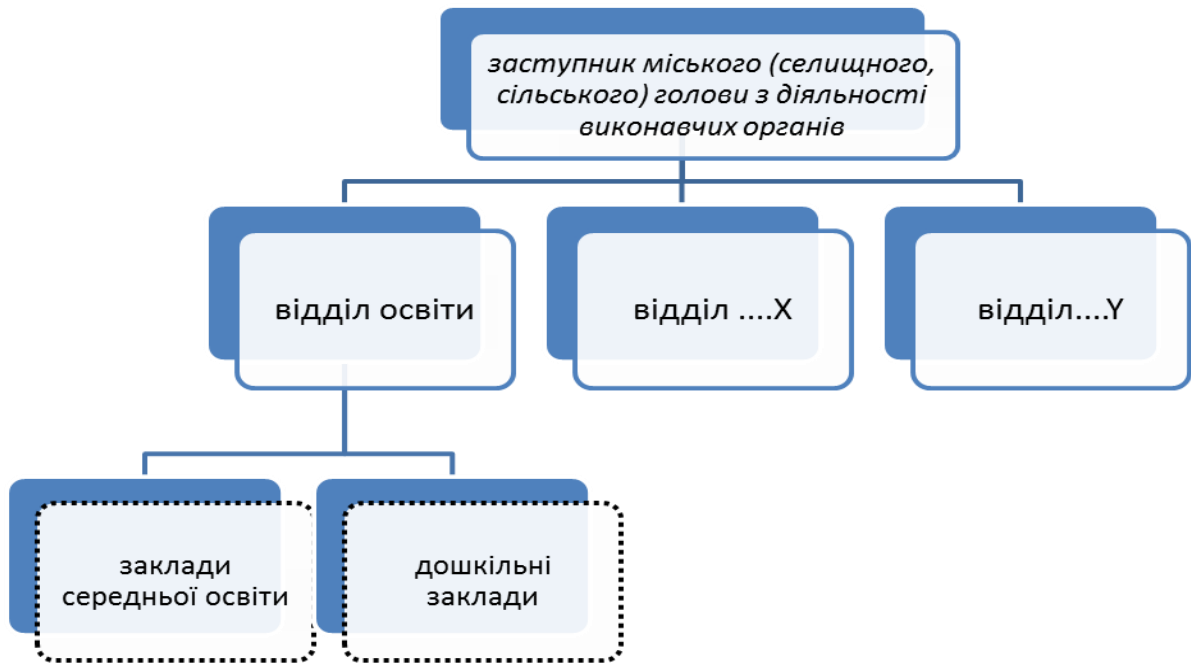 заступник міського (селищного,
сільського) голови з діяльності
виконавчих органів
відділ освіти
відділ ....X
відділ....Y
заклади
середньої освіти
дошкільні
заклади